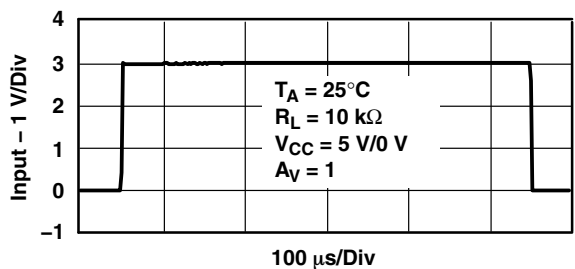 Input – 1 V/Div
4
3
2
1
0
–1
T_A = 25°C
R_L = 10 kΩ
V_CC = 5 V/0 V
A_V = 1
100 μs/Div